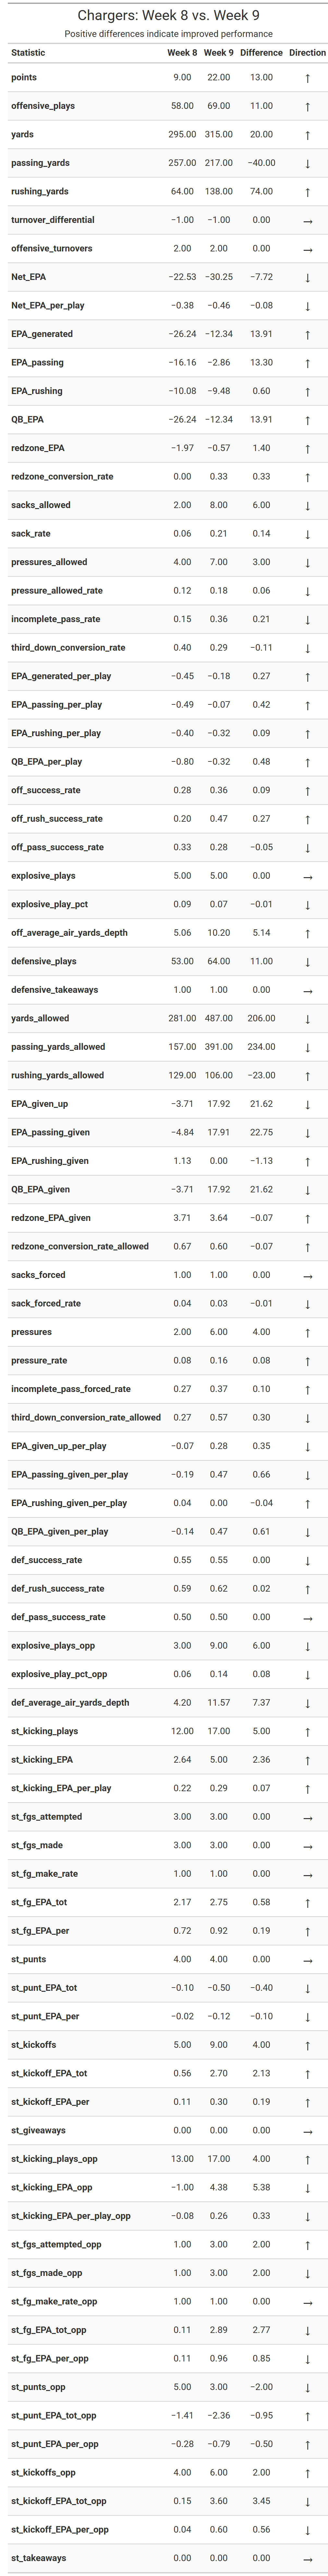 Chargers: Week 8 vs. Week 9
Positive differences indicate improved performance
Statistic Week 8 Week 9 Difference Direction
points 9.00 22.00 13.00 ↑
offensive_plays 58.00 69.00 11.00 ↑
yards 295.00 315.00 20.00 ↑
passing_yards 257.00 217.00 −40.00 ↓
rushing_yards 64.00 138.00 74.00 ↑
turnover_differential −1.00 −1.00 0.00 →
offensive_turnovers 2.00 2.00 0.00 →
Net_EPA −22.53 −30.25 −7.72 ↓
Net_EPA_per_play −0.38 −0.46 −0.08 ↓
EPA_generated −26.24 −12.34 13.91 ↑
EPA_passing −16.16 −2.86 13.30 ↑
EPA_rushing −10.08 −9.48 0.60 ↑
QB_EPA −26.24 −12.34 13.91 ↑
redzone_EPA −1.97 −0.57 1.40 ↑
redzone_conversion_rate 0.00 0.33 0.33 ↑
sacks_allowed 2.00 8.00 6.00 ↓
sack_rate 0.06 0.21 0.14 ↓
pressures_allowed 4.00 7.00 3.00 ↓
pressure_allowed_rate 0.12 0.18 0.06 ↓
incomplete_pass_rate 0.15 0.36 0.21 ↓
third_down_conversion_rate 0.40 0.29 −0.11 ↓
EPA_generated_per_play −0.45 −0.18 0.27 ↑
EPA_passing_per_play −0.49 −0.07 0.42 ↑
EPA_rushing_per_play −0.40 −0.32 0.09 ↑
QB_EPA_per_play −0.80 −0.32 0.48 ↑
off_success_rate 0.28 0.36 0.09 ↑
off_rush_success_rate 0.20 0.47 0.27 ↑
off_pass_success_rate 0.33 0.28 −0.05 ↓
explosive_plays 5.00 5.00 0.00 →
explosive_play_pct 0.09 0.07 −0.01 ↓
off_average_air_yards_depth 5.06 10.20 5.14 ↑
defensive_plays 53.00 64.00 11.00 ↓
defensive_takeaways 1.00 1.00 0.00 →
yards_allowed 281.00 487.00 206.00 ↓
passing_yards_allowed 157.00 391.00 234.00 ↓
rushing_yards_allowed 129.00 106.00 −23.00 ↑
EPA_given_up −3.71 17.92 21.62 ↓
EPA_passing_given −4.84 17.91 22.75 ↓
EPA_rushing_given 1.13 0.00 −1.13 ↑
QB_EPA_given −3.71 17.92 21.62 ↓
redzone_EPA_given 3.71 3.64 −0.07 ↑
redzone_conversion_rate_allowed 0.67 0.60 −0.07 ↑
sacks_forced 1.00 1.00 0.00 →
sack_forced_rate 0.04 0.03 −0.01 ↓
pressures 2.00 6.00 4.00 ↑
pressure_rate 0.08 0.16 0.08 ↑
incomplete_pass_forced_rate 0.27 0.37 0.10 ↑
third_down_conversion_rate_allowed 0.27 0.57 0.30 ↓
EPA_given_up_per_play −0.07 0.28 0.35 ↓
EPA_passing_given_per_play −0.19 0.47 0.66 ↓
EPA_rushing_given_per_play 0.04 0.00 −0.04 ↑
QB_EPA_given_per_play −0.14 0.47 0.61 ↓
def_success_rate 0.55 0.55 0.00 ↓
def_rush_success_rate 0.59 0.62 0.02 ↑
def_pass_success_rate 0.50 0.50 0.00 →
explosive_plays_opp 3.00 9.00 6.00 ↓
explosive_play_pct_opp 0.06 0.14 0.08 ↓
def_average_air_yards_depth 4.20 11.57 7.37 ↓
st_kicking_plays 12.00 17.00 5.00 ↑
st_kicking_EPA 2.64 5.00 2.36 ↑
st_kicking_EPA_per_play 0.22 0.29 0.07 ↑
st_fgs_attempted 3.00 3.00 0.00 →
st_fgs_made 3.00 3.00 0.00 →
st_fg_make_rate 1.00 1.00 0.00 →
st_fg_EPA_tot 2.17 2.75 0.58 ↑
st_fg_EPA_per 0.72 0.92 0.19 ↑
st_punts 4.00 4.00 0.00 →
st_punt_EPA_tot −0.10 −0.50 −0.40 ↓
st_punt_EPA_per −0.02 −0.12 −0.10 ↓
st_kickoffs 5.00 9.00 4.00 ↑
st_kickoff_EPA_tot 0.56 2.70 2.13 ↑
st_kickoff_EPA_per 0.11 0.30 0.19 ↑
st_giveaways 0.00 0.00 0.00 →
st_kicking_plays_opp 13.00 17.00 4.00 ↑
st_kicking_EPA_opp −1.00 4.38 5.38 ↓
st_kicking_EPA_per_play_opp −0.08 0.26 0.33 ↓
st_fgs_attempted_opp 1.00 3.00 2.00 ↑
st_fgs_made_opp 1.00 3.00 2.00 ↓
st_fg_make_rate_opp 1.00 1.00 0.00 →
st_fg_EPA_tot_opp 0.11 2.89 2.77 ↓
st_fg_EPA_per_opp 0.11 0.96 0.85 ↓
st_punts_opp 5.00 3.00 −2.00 ↓
st_punt_EPA_tot_opp −1.41 −2.36 −0.95 ↑
st_punt_EPA_per_opp −0.28 −0.79 −0.50 ↑
st_kickoffs_opp 4.00 6.00 2.00 ↑
st_kickoff_EPA_tot_opp 0.15 3.60 3.45 ↓
st_kickoff_EPA_per_opp 0.04 0.60 0.56 ↓
st_takeaways 0.00 0.00 0.00 →